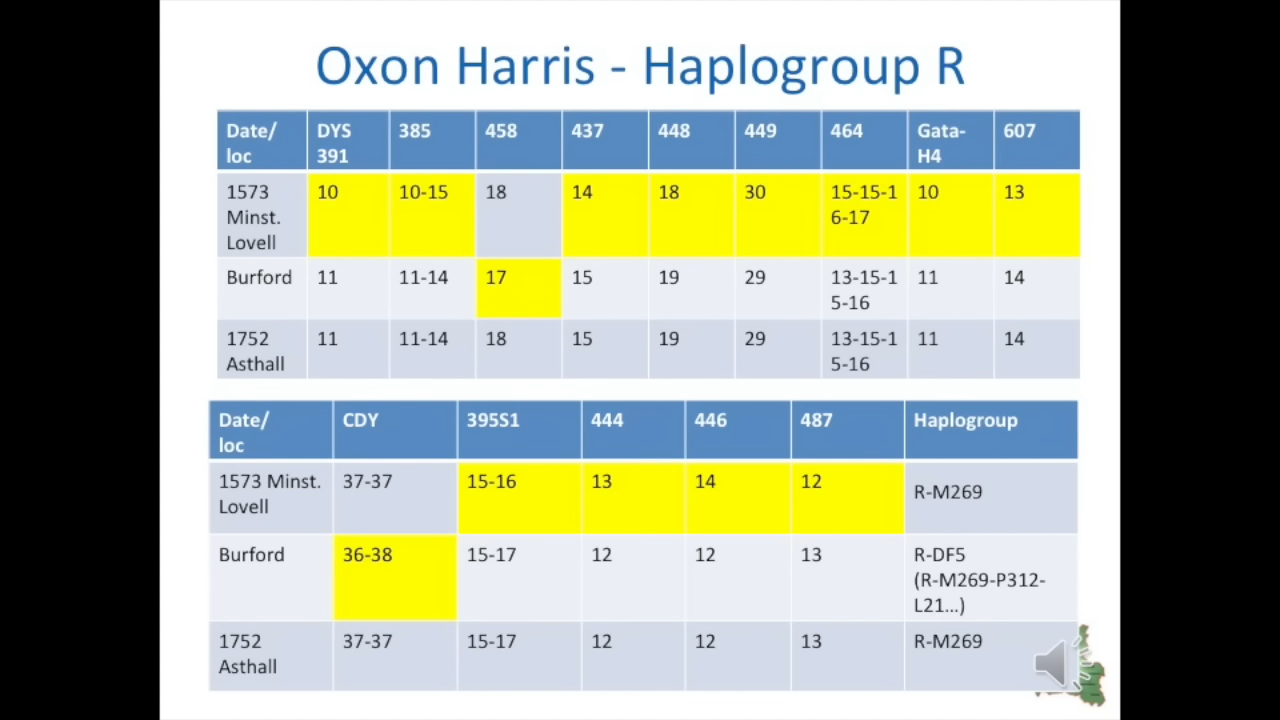 Oxon Harris - Haplogroup R
Date/ DYS 385 458 437 448 449 464 Gata- 607
loc 391 H4
1573 10 10-15 18 14 18 30 15-15-1 10 13
Minst. 6-17
Lovell
Burford 11 11-14 17 15 19 29 13-15-1 11 14
5-16
1752 11 11-14 18 15 19 29 13-15-1 11 14
Asthall 5-16
Date/ CDY 395S1 444 446 487 Haplogroup
loc
1573 Minst. 37-37 15-16 13 14 12 R-M269
Lovell
Burford 36-38 15-17 12 12 13 R-DF5
(R-M269-P312-
L21...)
1752 37-37 15-17 12 12 13 R-M269
Asthall